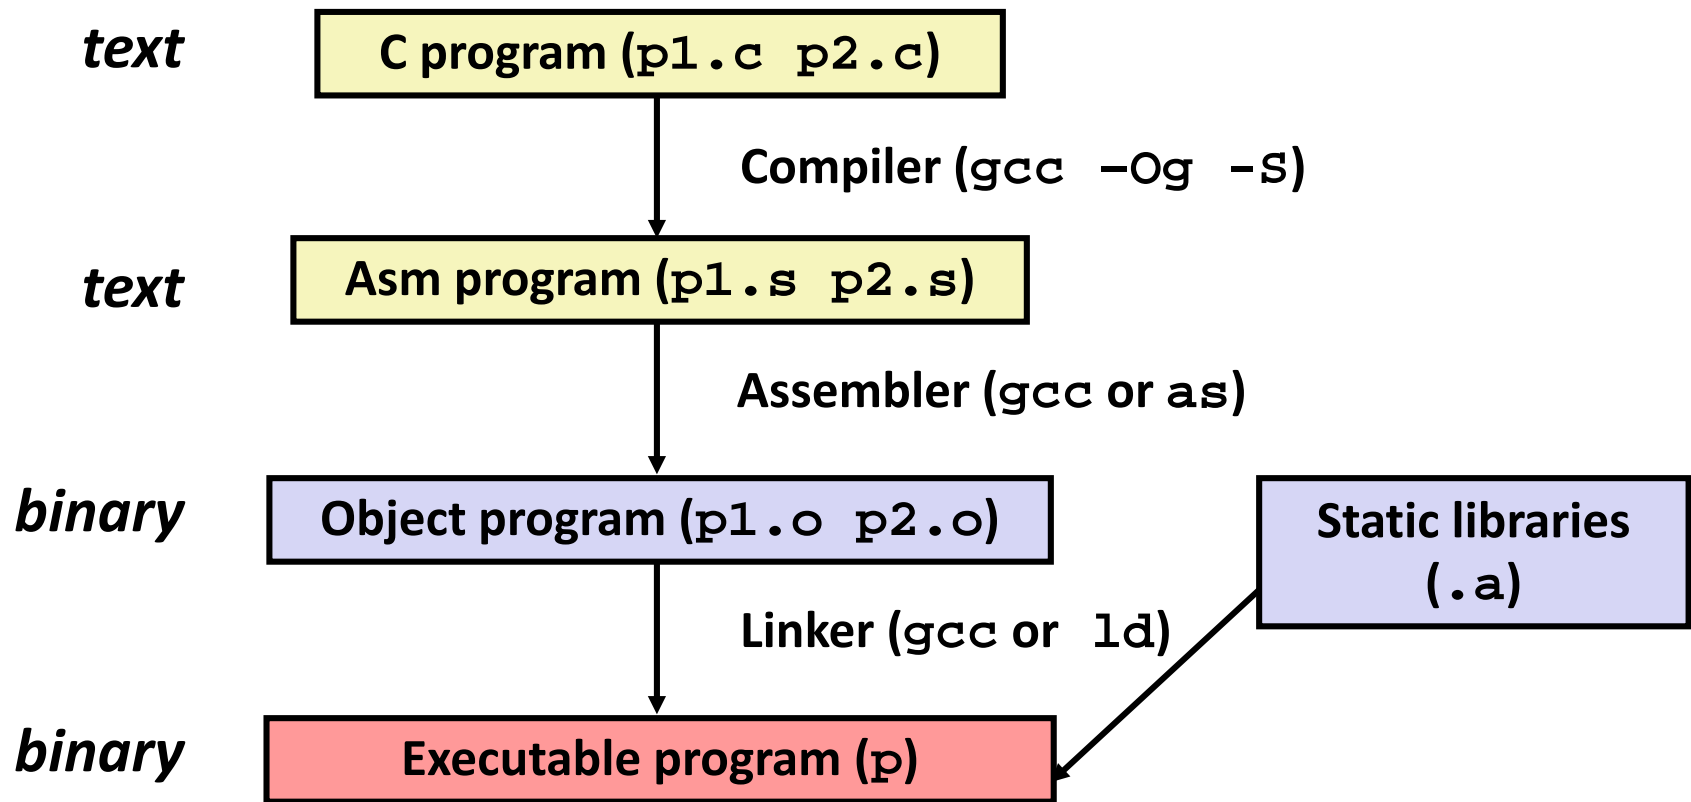 text
C program (p1.c p2.c)
Compiler (gcc –Og -S)
text
Asm program (p1.s p2.s)
Assembler (gcc or as)
binary
Object program (p1.o p2.o)
Static libraries
(.a)
Linker (gcc or ld)
binary
Executable program (p)